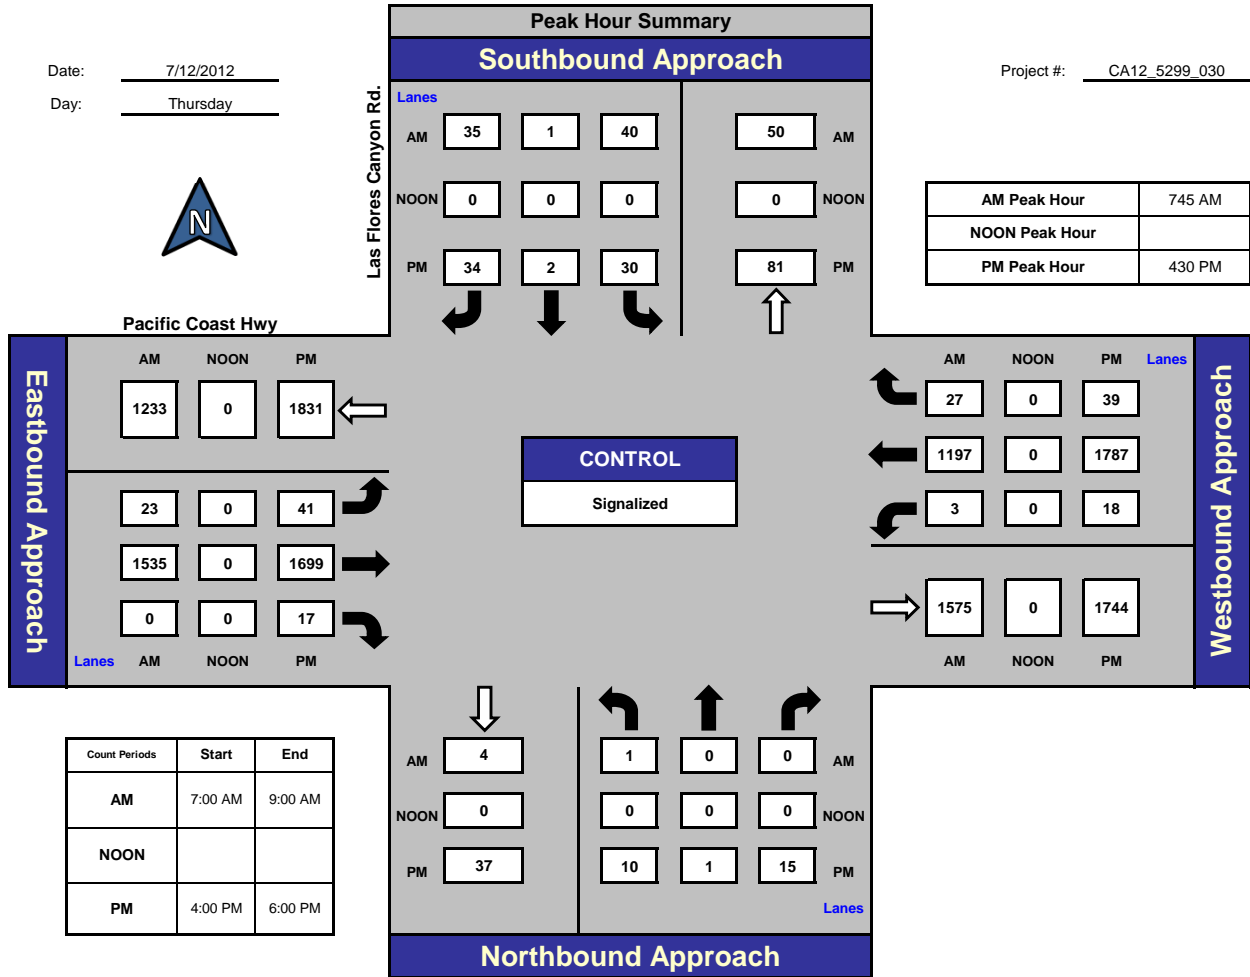 Peak Hour Summary
Southbound Approach
Date: 7/12/2012
Day: Thursday
Project #: CA12_5299_030
Las Flores Canyon Rd.
Lanes
AM 35 1 40 50 AM
NOON 0 0 0 0 NOON
PM 34 2 30 81 PM
N
AM Peak Hour 745 AM
NOON Peak Hour
PM Peak Hour 430 PM
Pacific Coast Hwy
Eastbound Approach
AM NOON PM
1233 0 1831
23 0 41
1535 0 1699
0 0 17
Lanes AM NOON PM
CONTROL
Signalized
AM NOON PM Lanes
27 0 39
1197 0 1787
3 0 18
1575 0 1744
AM NOON PM
Westbound Approach
Count Periods Start End
AM 7:00 AM 9:00 AM
NOON
PM 4:00 PM 6:00 PM
AM 4 1 0 0 AM
NOON 0 0 0 0 NOON
PM 37 10 1 15 PM
Lanes
Northbound Approach